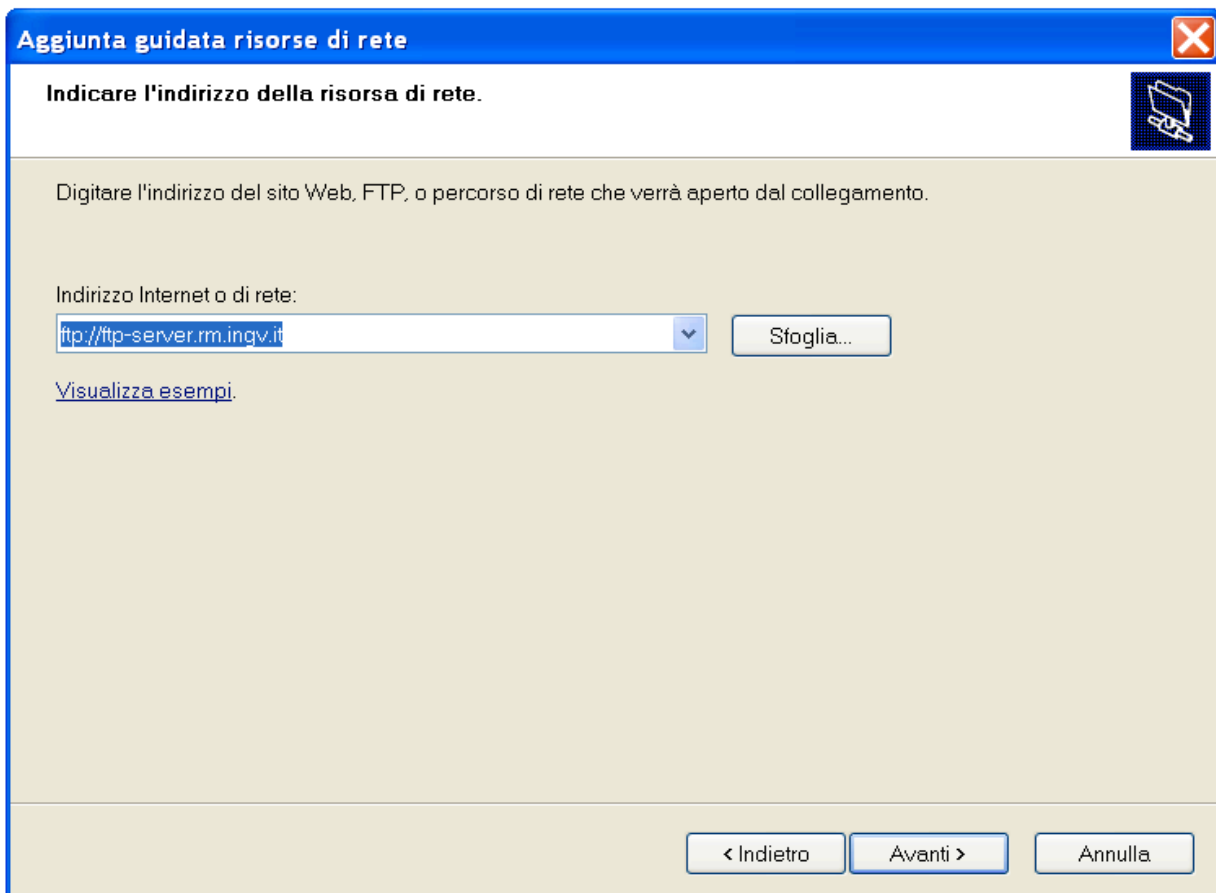 Aggiunta guidata risorse di rete
Indicare l'indirizzo della risorsa di rete.
Digitare l'indirizzo del sito Web, FTP, o percorso di rete che verrà aperto dal collegamento.
Indirizzo Internet o di rete:
ftp://ftp-server.rm.ingv.it
Sfoglia...
Visualizza esempi.
< Indietro
Avanti >
Annulla